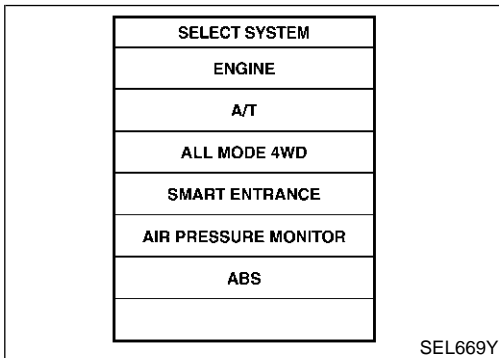 SELECT SYSTEM
ENGINE
A/T
ALL MODE 4WD
SMART ENTRANCE
AIR PRESSURE MONITOR
ABS
SEL669Y